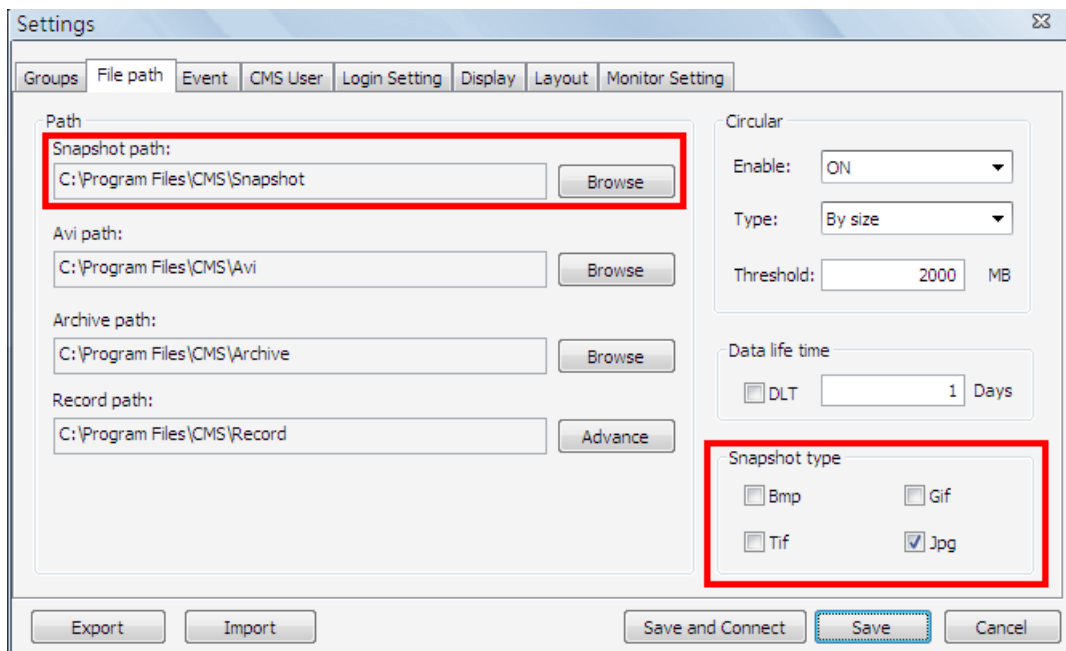 Settings
Groups File path Event CMS User Login Setting Display Layout Monitor Setting
Path
Snapshot path:
C:\Program Files\CMS\Snapshot Browse
Avi path:
C:\Program Files\CMS\Avi Browse
Archive path:
C:\Program Files\CMS\Archive Browse
Record path:
C:\Program Files\CMS\Record Advance
Circular
Enable: ON
Type: By size
Threshold: 2000 MB
Data life time
DLT 1 Days
Snapshot type
Bmp Gif
Tif Jpg
Export Import Save and Connect Save Cancel